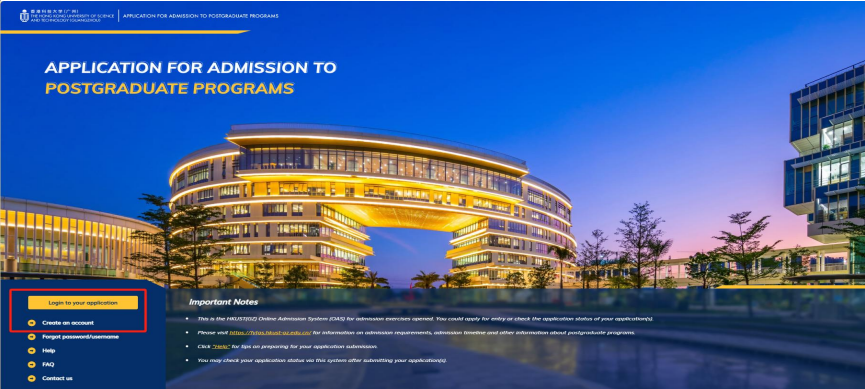 香港科技大學(广州)
THE HONG KONG UNIVERSITY OF SCIENCE
AND TECHNOLOGY (GUANGZHOU)
APPLICATION FOR ADMISSION TO POSTGRADUATE PROGRAMS
APPLICATION FOR ADMISSION TO
POSTGRADUATE PROGRAMS
Login to your application
Create an account
Forgot password/username
Help
FAQ
Contact us
Important Notes
This is the HKUST(GZ) Online Admission System (OAS) for admission exercises opened. You could apply for entry or check the application status of your application(s).
Please visit https://fytgs.hkust-gz.edu.cn/ for information on admission requirements, admission timeline and other information about postgraduate programs.
Click "Help" for tips on preparing for your application submission.
You may check your application status via this system after submitting your application(s).